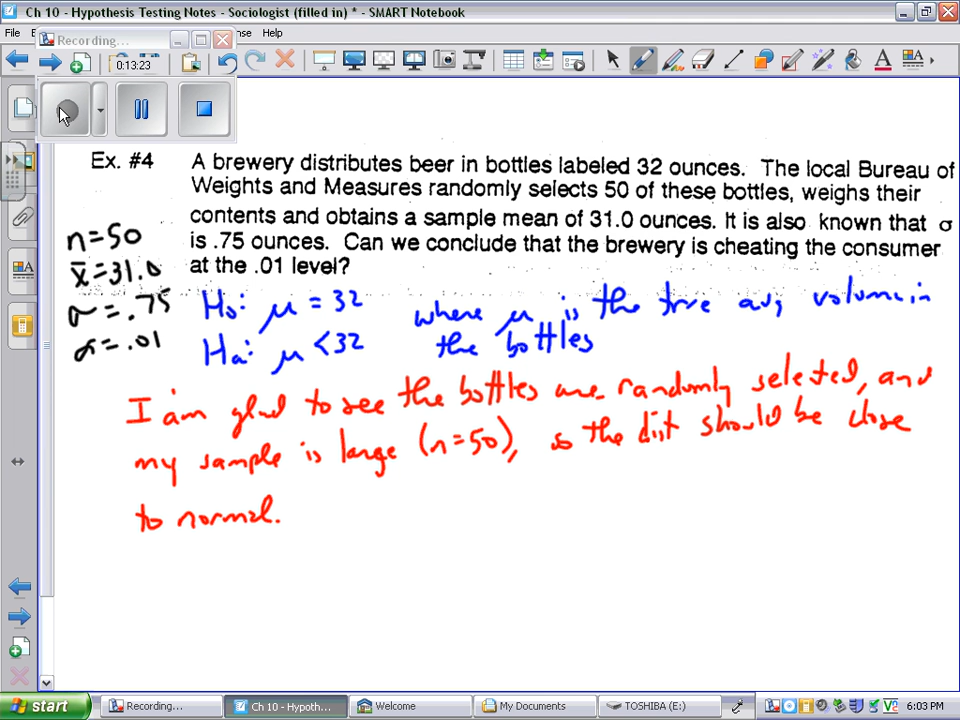 Ch 10 - Hypothesis Testing Notes - Sociologist (filled in) * - SMART Notebook
File
Recording...
nse Help
0:13:23
Ex. #4 A brewery distributes beer in bottles labeled 32 ounces. The local Bureau of
Weights and Measures randomly selects 50 of these bottles, weighs their
contents and obtains a sample mean of 31.0 ounces. It is also known that σ
is .75 ounces. Can we conclude that the brewery is cheating the consumer
at the .01 level?
n=50
x̄=31.0
σ=.75
α=.01
H₀: μ = 32 where μ is the true avg volume in
Hₐ: μ < 32 the bottles
I am glad to see the bottles are randomly selected, and
my sample is large (n=50), so the dist should be close
to normal.
start
Recording...
Ch 10 - Hypoth...
Welcome
My Documents
TOSHIBA (E:)
6:03 PM